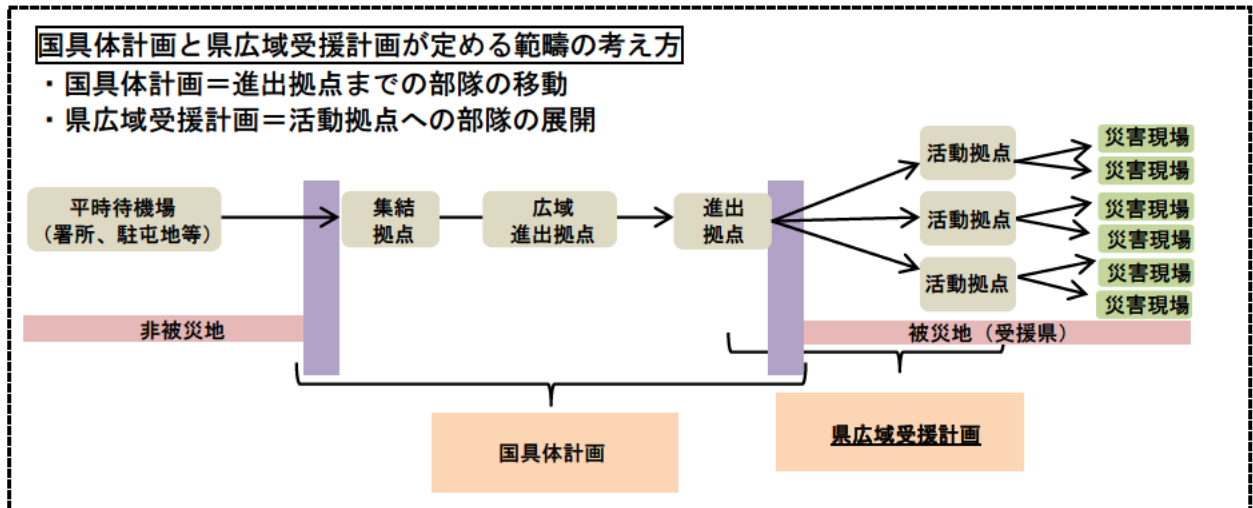 国具体計画と県広域受援計画が定める範疇の考え方
・国具体計画＝進出拠点までの部隊の移動
・県広域受援計画＝活動拠点への部隊の展開
平時待機場
（署所、駐屯地等）
集結
拠点
広域
進出拠点
進出
拠点
活動拠点
活動拠点
活動拠点
災害現場
災害現場
災害現場
災害現場
災害現場
災害現場
非被災地
被災地（受援県）
国具体計画
県広域受援計画